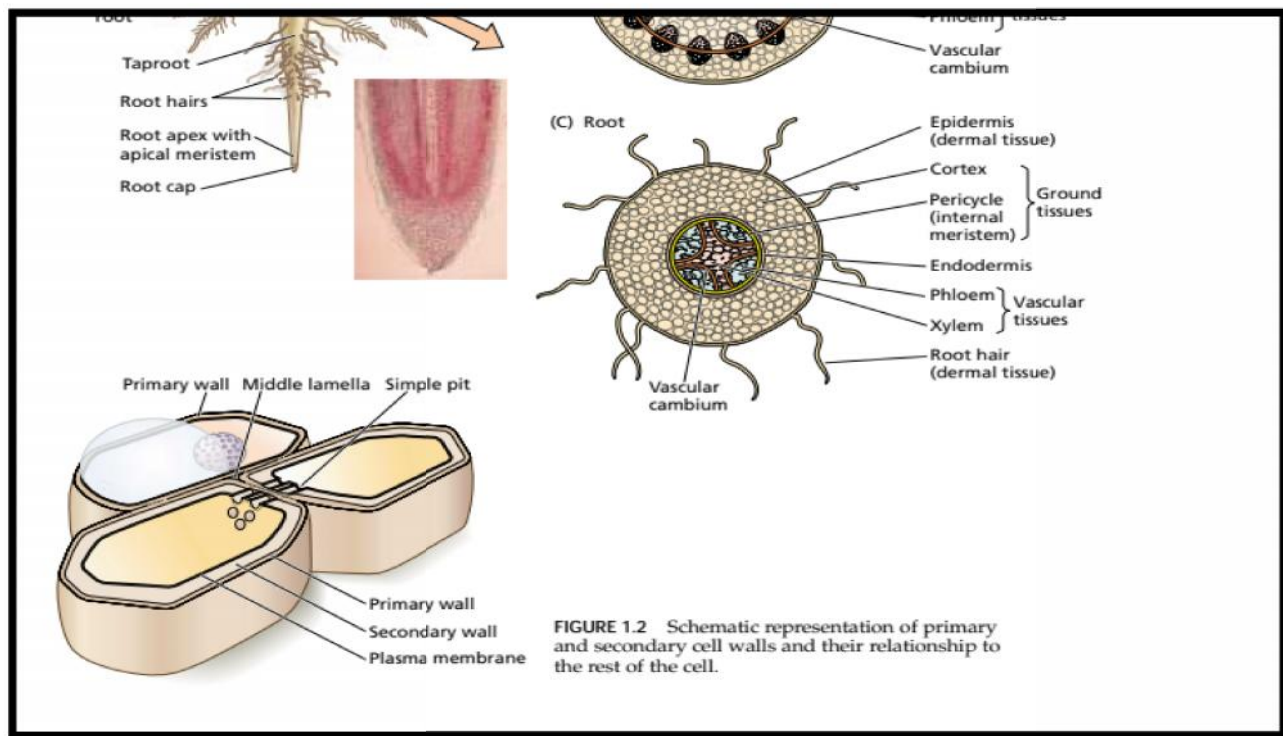 root
Taproot
Root hairs
Root apex with
apical meristem
Root cap
Phloem
tissues
Vascular
cambium
(C) Root
Epidermis
(dermal tissue)
Cortex
Pericycle
(internal
meristem)
Ground
tissues
Endodermis
Phloem
Xylem
Vascular
tissues
Root hair
(dermal tissue)
Vascular
cambium
Primary wall Middle lamella Simple pit
Primary wall
Secondary wall
Plasma membrane
FIGURE 1.2 Schematic representation of primary
and secondary cell walls and their relationship to
the rest of the cell.